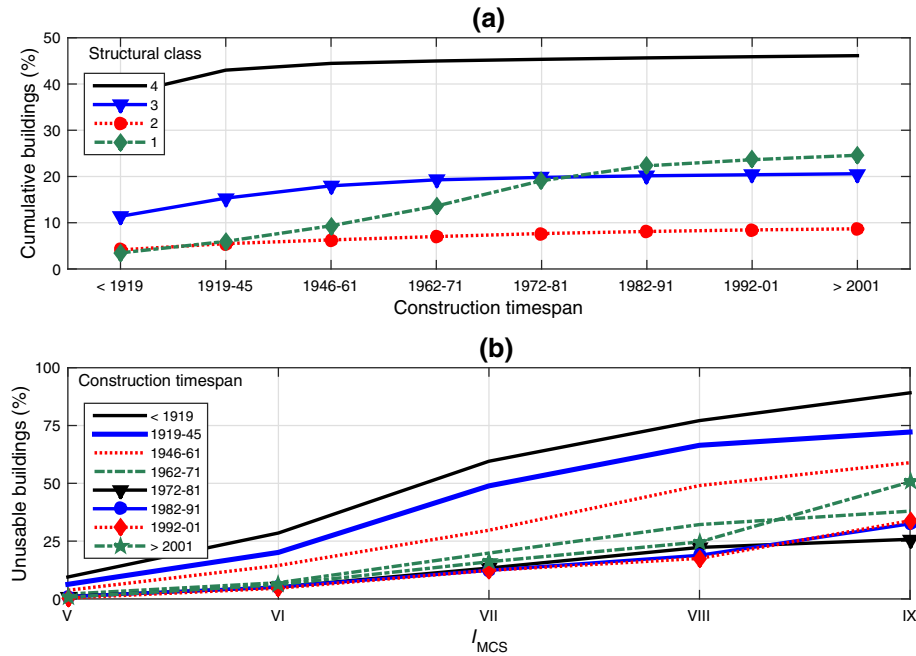 (a)
Cumulative buildings (%)
50
40
30
20
10
0
Structural class
4
3
2
1
< 1919
1919-45
1946-61
1962-71
1972-81
1982-91
1992-01
> 2001
Construction timespan
(b)
Unusable buildings (%)
100
75
50
25
0
Construction timespan
< 1919
1919-45
1946-61
1962-71
1972-81
1982-91
1992-01
> 2001
V
VI
VII
VIII
IX
I_MCS